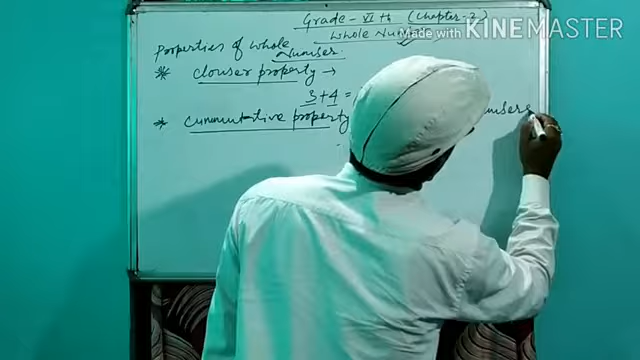 Grade - VI th (Chapter-2)
Whole Number
Properties of whole
Number.
* Clouser property →
3+4 =
* Cummutative property
Made with KINEMASTER